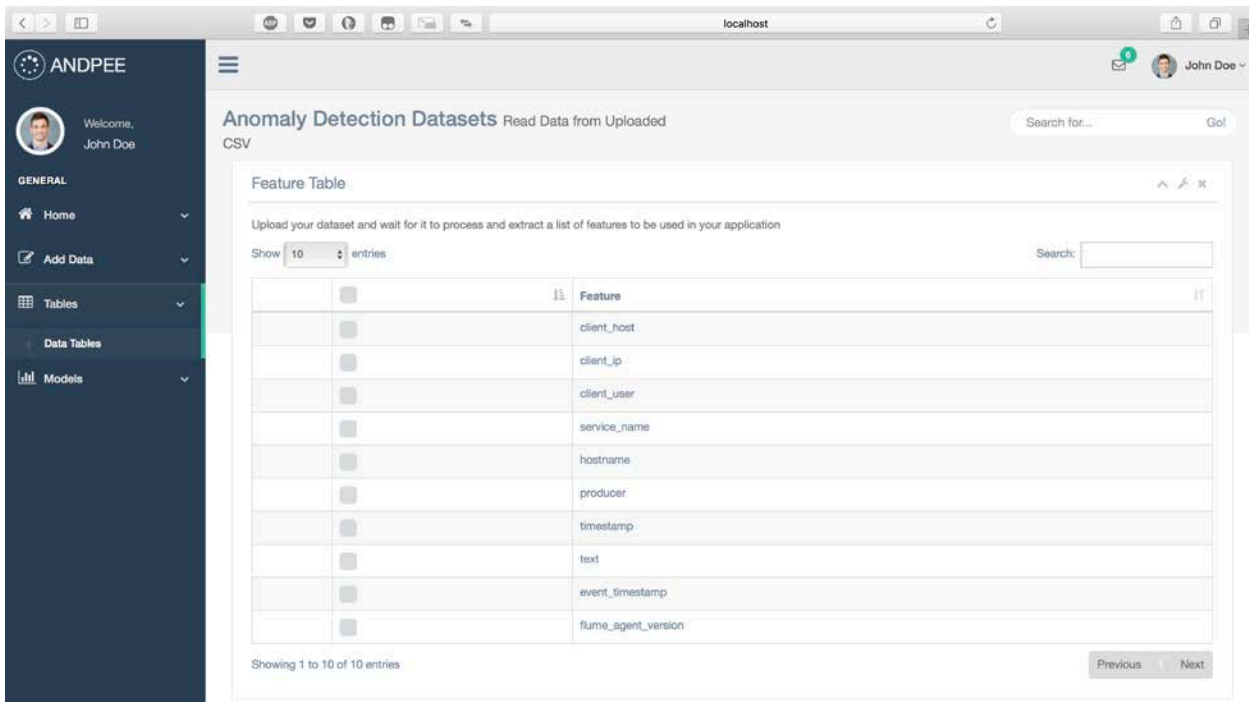 localhost
ANDPEE
6
John Doe
Welcome,
John Doe
Anomaly Detection Datasets Read Data from Uploaded
CSV
Search for...
Go!
GENERAL
Home
Add Data
Tables
Data Tables
Models
Feature Table
Upload your dataset and wait for it to process and extract a list of features to be used in your application
Show 10 entries
Search:
Feature
client_host
client_ip
client_user
service_name
hostname
producer
timestamp
text
event_timestamp
flume_agent_version
Showing 1 to 10 of 10 entries
Previous 1 Next